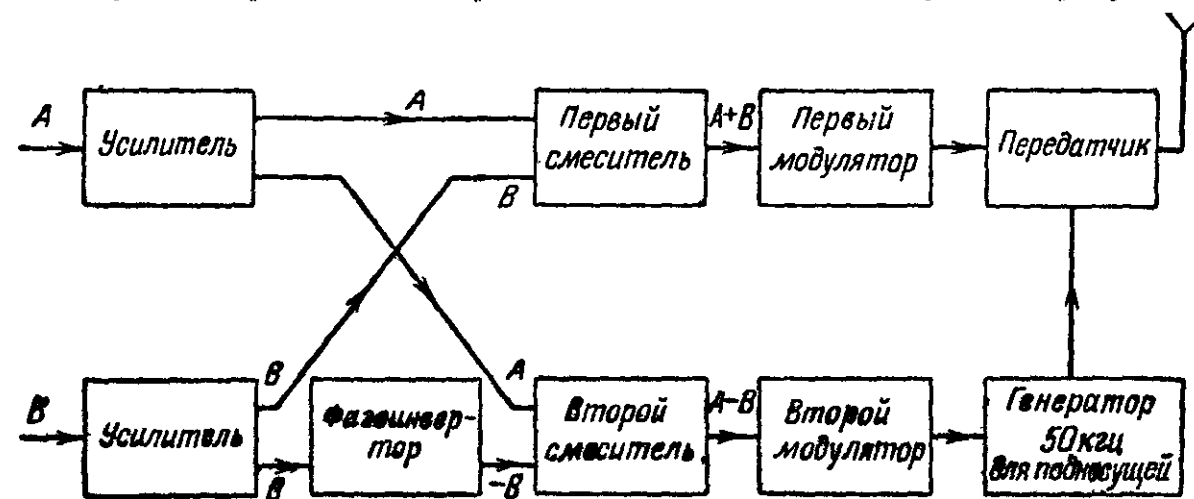 A
Усилитель
A
B
Первый
смеситель
A+B
Первый
модулятор
Передатчик
B
Усилитель
B
B
Фазоинвер-
тор
-B
A
Второй
смеситель
A-B
Второй
модулятор
Генератор
50 кгц
для поднесущей